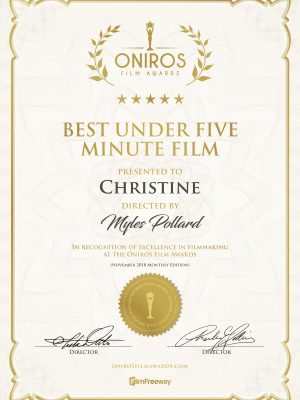 ONIROS
FILM AWARDS
BEST UNDER FIVE
MINUTE FILM
PRESENTED TO
CHRISTINE
DIRECTED BY
Myles Pollard
IN RECOGNITION OF EXCELLENCE IN FILMMAKING
AT THE ONIROS FILM AWARDS
(NOVEMBER 2018 MONTHLY EDITION)
DIRECTOR
DIRECTOR
ONIROSFILMAWARDS.COM
FilmFreeway